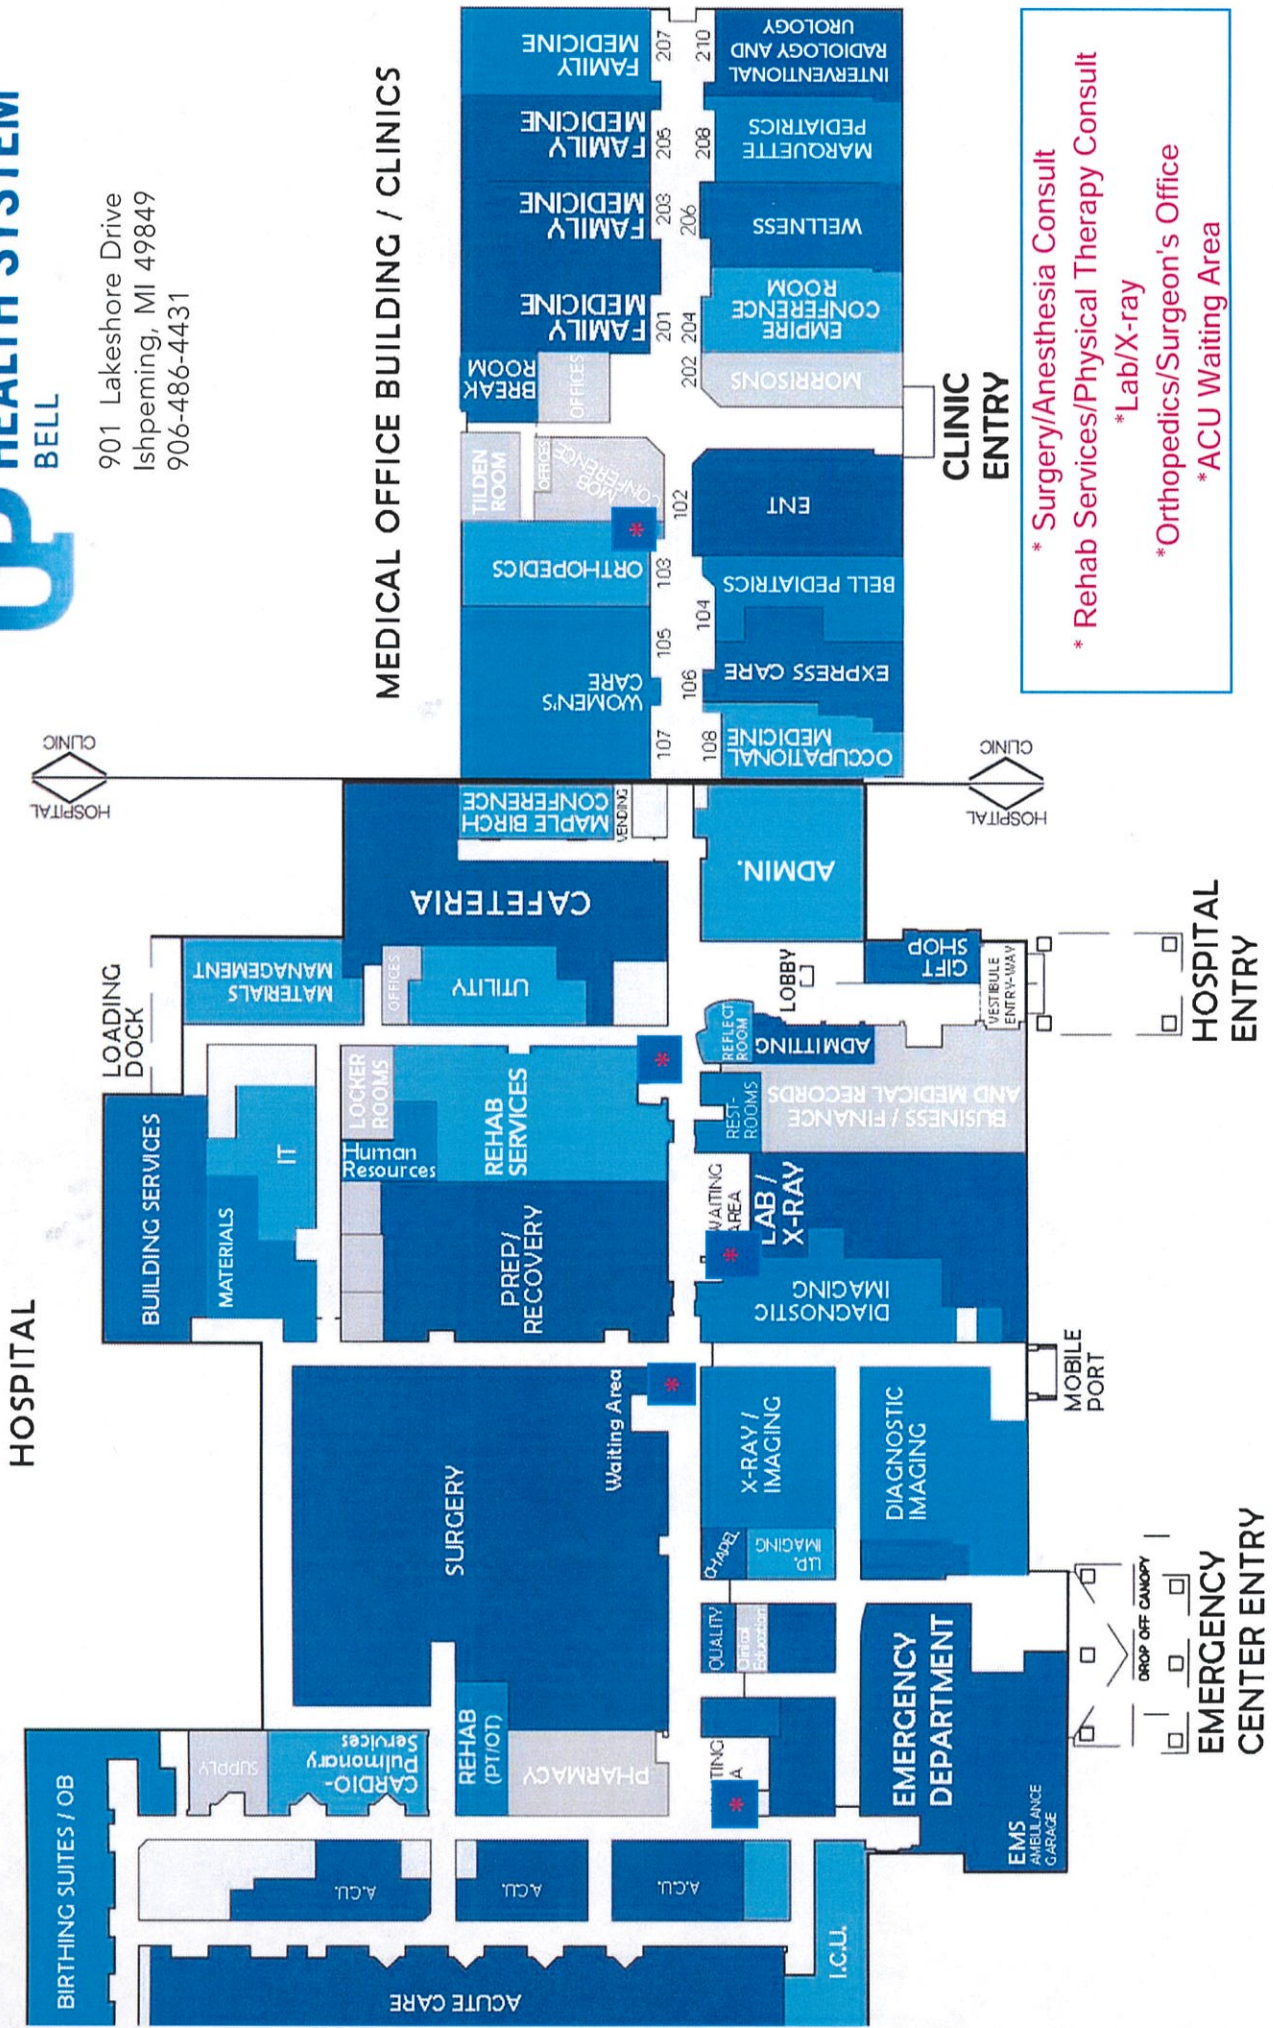 UP HEALTH SYSTEM
BELL
901 Lakeshore Drive
Ishpeming, MI 49849
906-486-4431
HOSPITAL
MEDICAL OFFICE BUILDING / CLINICS
HOSPITAL
CLINIC
BIRTHING SUITES / OB
SUPPLY
CARDIO-
Pulmonary
Services
REHAB
(PT/OT)
PHARMACY
A.C.U.
A.C.U.
A.C.U.
ACUTE CARE
I.C.U.
BUILDING SERVICES
MATERIALS
IT
LOADING
DOCK
MATERIALS
MANAGEMENT
LOCKER
ROOMS
Human
Resources
REHAB
SERVICES
PREP/
RECOVERY
SURGERY
Waiting Area
*
*
OFFICES
UTILITY
CAFETERIA
MAPLE BIRCH
CONFERENCE
VENDING
WOMEN'S
CARE
ORTHOPEDICS
*
TILDEN
ROOM
OFFICES
MOB
CONFERENCE
BREAK
ROOM
OFFICES
FAMILY
MEDICINE
FAMILY
MEDICINE
FAMILY
MEDICINE
FAMILY
MEDICINE
107
105
103
102
201
203
205
207
108
106
104
202
204
206
208
210
*
QUALITY
Clinical
Education
CHAPEL
U.P.
IMAGING
X-RAY /
IMAGING
DIAGNOSTIC
IMAGING
DIAGNOSTIC
IMAGING
*
WAITING
AREA
LAB /
X-RAY
REST-
ROOMS
REFLECT
ROOM
ADMITTING
BUSINESS / FINANCE
AND MEDICAL RECORDS
LOBBY
GIFT
SHOP
VESTIBULE
ENTRY-WAY
ADMIN.
OCCUPATIONAL
MEDICINE
EXPRESS CARE
BELL PEDIATRICS
ENT
MORRISONS
EMPIRE
CONFERENCE
ROOM
WELLNESS
MARQUETTE
PEDIATRICS
INTERVENTIONAL
RADIOLOGY AND
UROLOGY
EMERGENCY
DEPARTMENT
EMS
AMBULANCE
GARAGE
DROP OFF CANOPY
EMERGENCY
CENTER ENTRY
MOBILE
PORT
HOSPITAL
ENTRY
HOSPITAL
CLINIC
CLINIC
ENTRY
* Surgery/Anesthesia Consult
* Rehab Services/Physical Therapy Consult
*Lab/X-ray
*Orthopedics/Surgeon's Office
*ACU Waiting Area